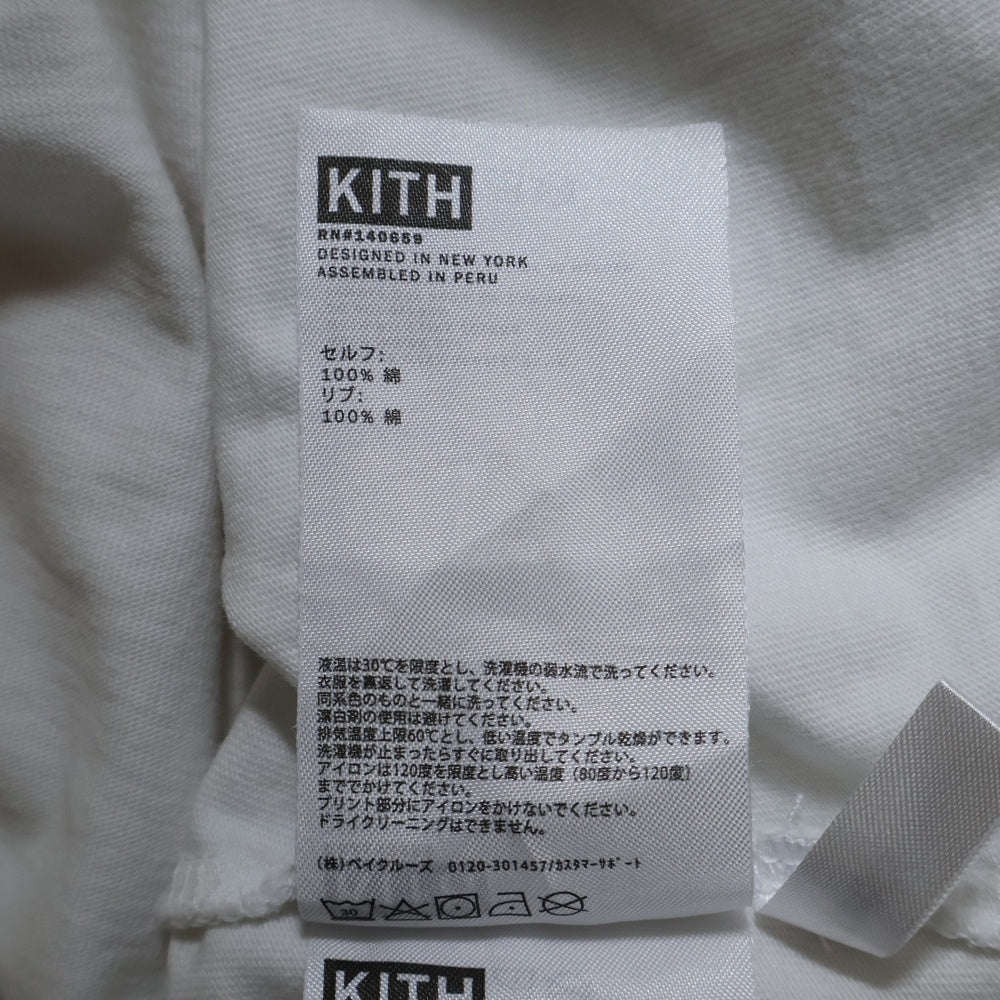 KITH
RN#140659
DESIGNED IN NEW YORK
ASSEMBLED IN PERU
セルフ:
100% 綿
リブ:
100% 綿
液温は30℃を限度とし、洗濯機の弱水流で洗ってください。
衣服を裏返して洗濯してください。
同系色のものと一緒に洗ってください。
漂白剤の使用は避けてください。
排気温度上限60℃とし、低い温度でタンブル乾燥ができます。
洗濯機が止まったらすぐに取り出してください。
アイロンは120度を限度とし高い温度（80度から120度）
まででかけてください。
プリント部分にアイロンをかけないでください。
ドライクリーニングはできません。
(株)ベイクルーズ 0120-301457/ｶｽﾀﾏｰｻﾎﾟｰﾄ
30
KITH